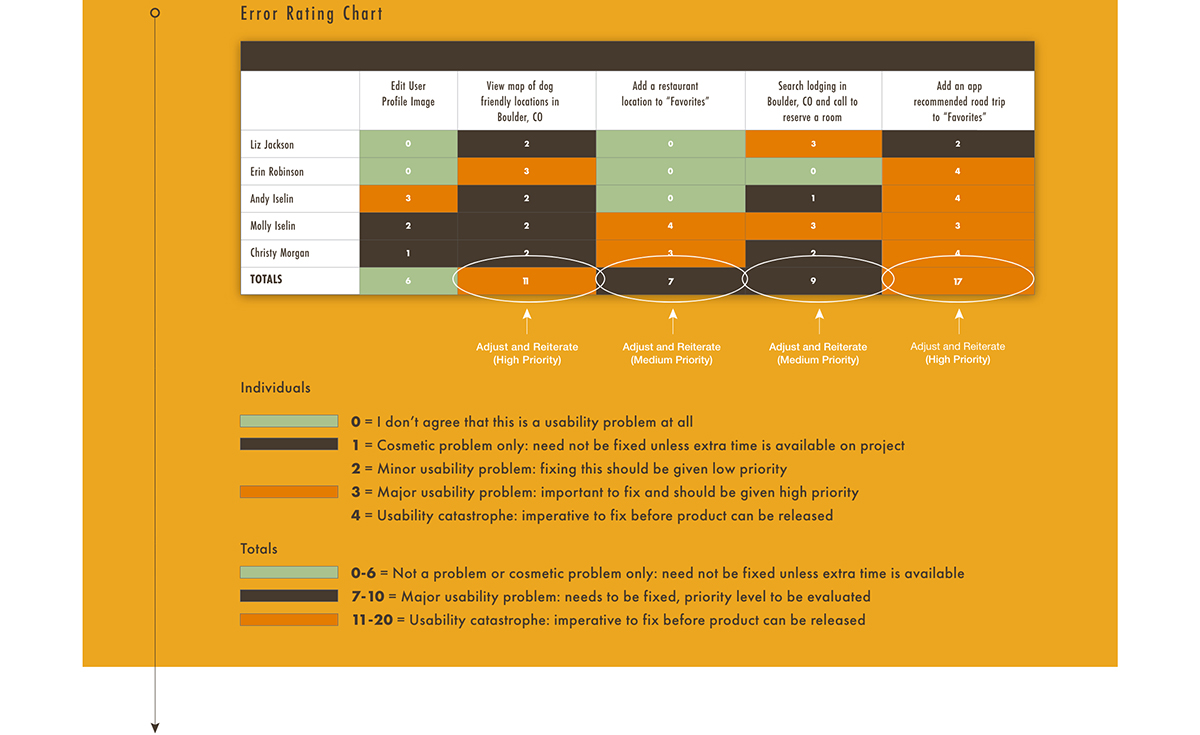 Error Rating Chart
Edit User
Profile Image
View map of dog
friendly locations in
Boulder, CO
Add a restaurant
location to “Favorites”
Search lodging in
Boulder, CO and call to
reserve a room
Add an app
recommended road trip
to “Favorites”
Liz Jackson 0 2 0 3 2
Erin Robinson 0 3 0 0 4
Andy Iselin 3 2 0 1 4
Molly Iselin 2 2 4 3 3
Christy Morgan 1 2 3 2 4
TOTALS 6 11 7 9 17
Adjust and Reiterate
(High Priority)
Adjust and Reiterate
(Medium Priority)
Adjust and Reiterate
(Medium Priority)
Adjust and Reiterate
(High Priority)
Individuals
0 = I don’t agree that this is a usability problem at all
1 = Cosmetic problem only: need not be fixed unless extra time is available on project
2 = Minor usability problem: fixing this should be given low priority
3 = Major usability problem: important to fix and should be given high priority
4 = Usability catastrophe: imperative to fix before product can be released
Totals
0-6 = Not a problem or cosmetic problem only: need not be fixed unless extra time is available
7-10 = Major usability problem: needs to be fixed, priority level to be evaluated
11-20 = Usability catastrophe: imperative to fix before product can be released